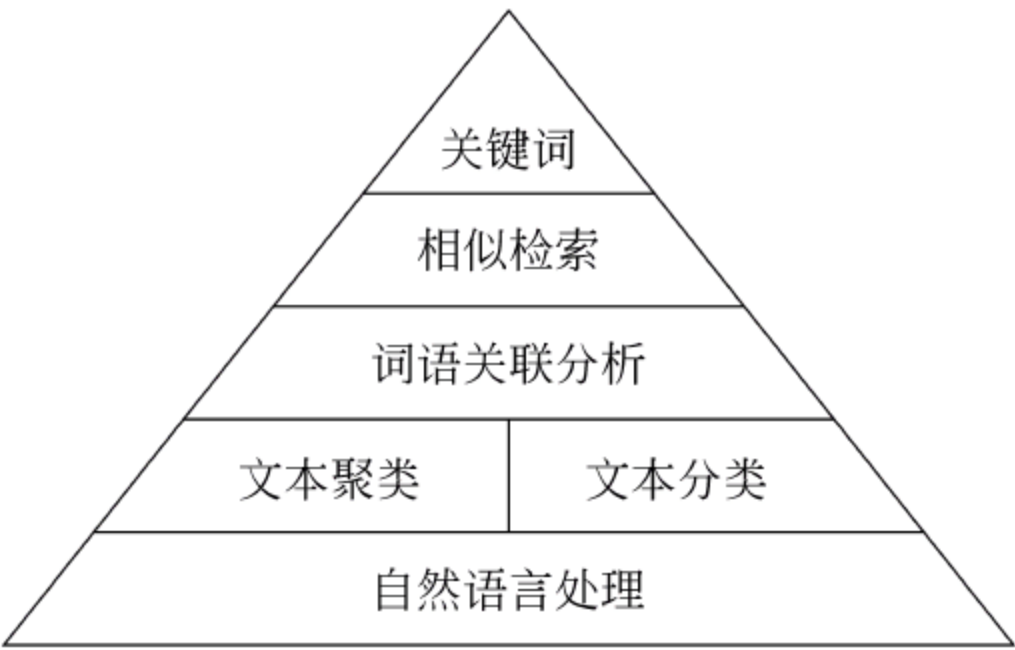 关键词
相似检索
词语关联分析
文本聚类 文本分类
自然语言处理